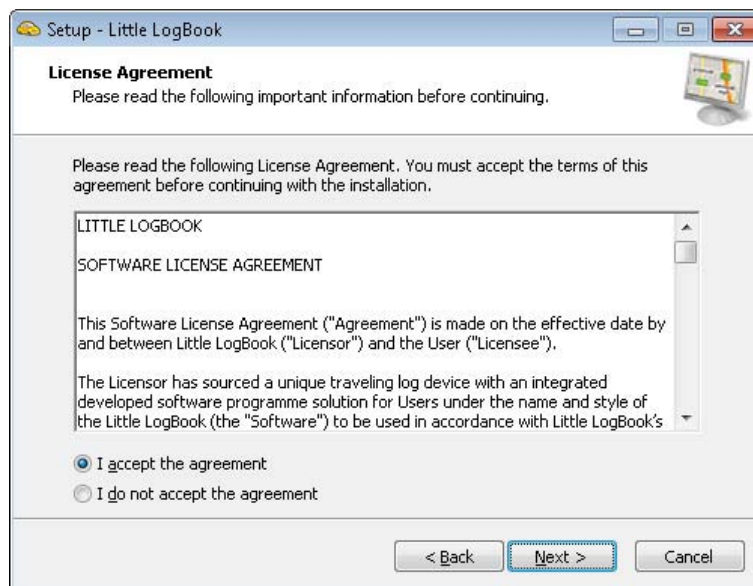 Setup - Little LogBook
License Agreement
Please read the following important information before continuing.
Please read the following License Agreement. You must accept the terms of this
agreement before continuing with the installation.
LITTLE LOGBOOK
SOFTWARE LICENSE AGREEMENT
This Software License Agreement ("Agreement") is made on the effective date by
and between Little LogBook ("Licensor") and the User ("Licensee").
The Licensor has sourced a unique traveling log device with an integrated
developed software programme solution for Users under the name and style of
the Little LogBook (the "Software") to be used in accordance with Little LogBook's
I accept the agreement
I do not accept the agreement
< Back
Next >
Cancel